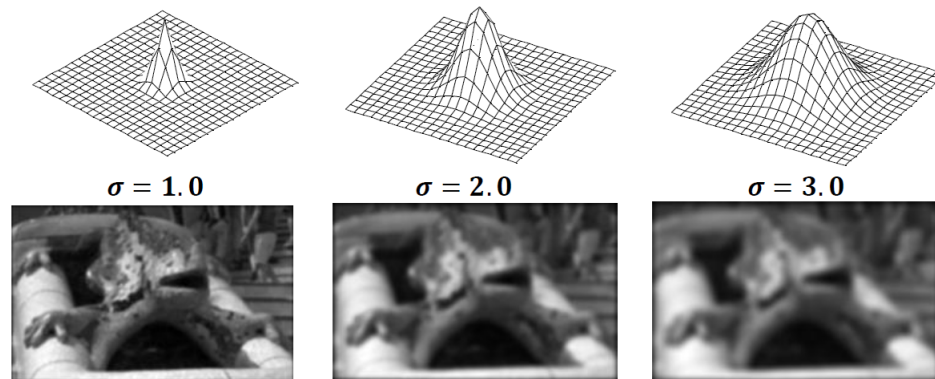 σ = 1.0
σ = 2.0
σ = 3.0